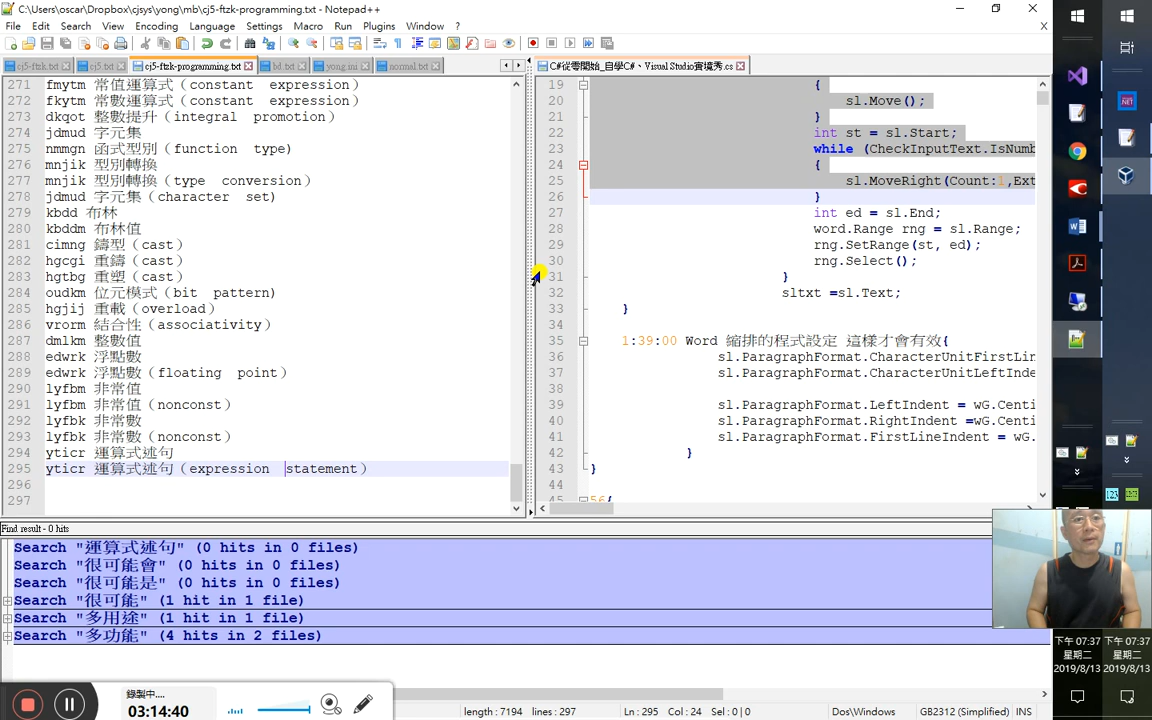 C:\Users\oscar\Dropbox\cjsys\yong\mb\cj5-ftzk-programming.txt - Notepad++
File Edit Search View Encoding Language Settings Macro Run Plugins Window ?
X
cj5-ftzk.txt cj5.txt cj5-ftzk-programming.txt bd.txt yong.su normal.txt
C#從零開始_自學C#、Visual Studio實境秀.cs
271 fmytm 常值運算式(constant expression)
272 fkytm 常數運算式(constant expression)
273 dkqot 整數提升(integral promotion)
274 jdmud 字元集
275 nmmgn 函式型別(function type)
276 mnjik 型別轉換
277 mnjik 型別轉換(type conversion)
278 jdmud 字元集(character set)
279 kbdd 布林
280 kbddm 布林值
281 cimng 鑄型(cast)
282 hgcgi 重鑄(cast)
283 hgtbg 重塑(cast)
284 oudkm 位元模式(bit pattern)
285 hgjij 重載(overload)
286 vrorm 結合性(associativity)
287 dmlkm 整數值
288 edwrk 浮點數
289 edwrk 浮點數(floating point)
290 lyfbm 非常值
291 lyfbm 非常值(nonconst)
292 lyfbk 非常數
293 lyfbk 非常數(nonconst)
294 yticr 運算式述句
295 yticr 運算式述句(expression statement)
296
297
19 {
20 sl.Move();
21 }
22 int st = sl.Start;
23 while (CheckInputText.IsNumb
24 {
25 sl.MoveRight(Count:1,Ext
26 }
27 int ed = sl.End;
28 word.Range rng = sl.Range;
29 rng.SetRange(st, ed);
30 rng.Select();
31 }
32 sltxt =sl.Text;
33 }
34
35 1:39:00 Word 縮排的程式設定 這樣才會有效{
36 sl.ParagraphFormat.CharacterUnitFirstLin
37 sl.ParagraphFormat.CharacterUnitLeftInde
38
39 sl.ParagraphFormat.LeftIndent = wG.Centi
40 sl.ParagraphFormat.RightIndent =wG.Centi
41 sl.ParagraphFormat.FirstLineIndent = wG.
42 }
43 }
44
45 56{
Find result - 0 hits
Search "運算式述句" (0 hits in 0 files)
Search "很可能會" (0 hits in 0 files)
Search "很可能是" (0 hits in 0 files)
Search "很可能" (1 hit in 1 file)
Search "多用途" (1 hit in 1 file)
Search "多功能" (4 hits in 2 files)
錄製中....
03:14:40
length : 7194 lines : 297 Ln : 295 Col : 24 Sel : 0 | 0 Dos\Windows GB2312 (Simplified) INS
下午 07:37
星期二
2019/8/13
下午 07:37
星期二
2019/8/13